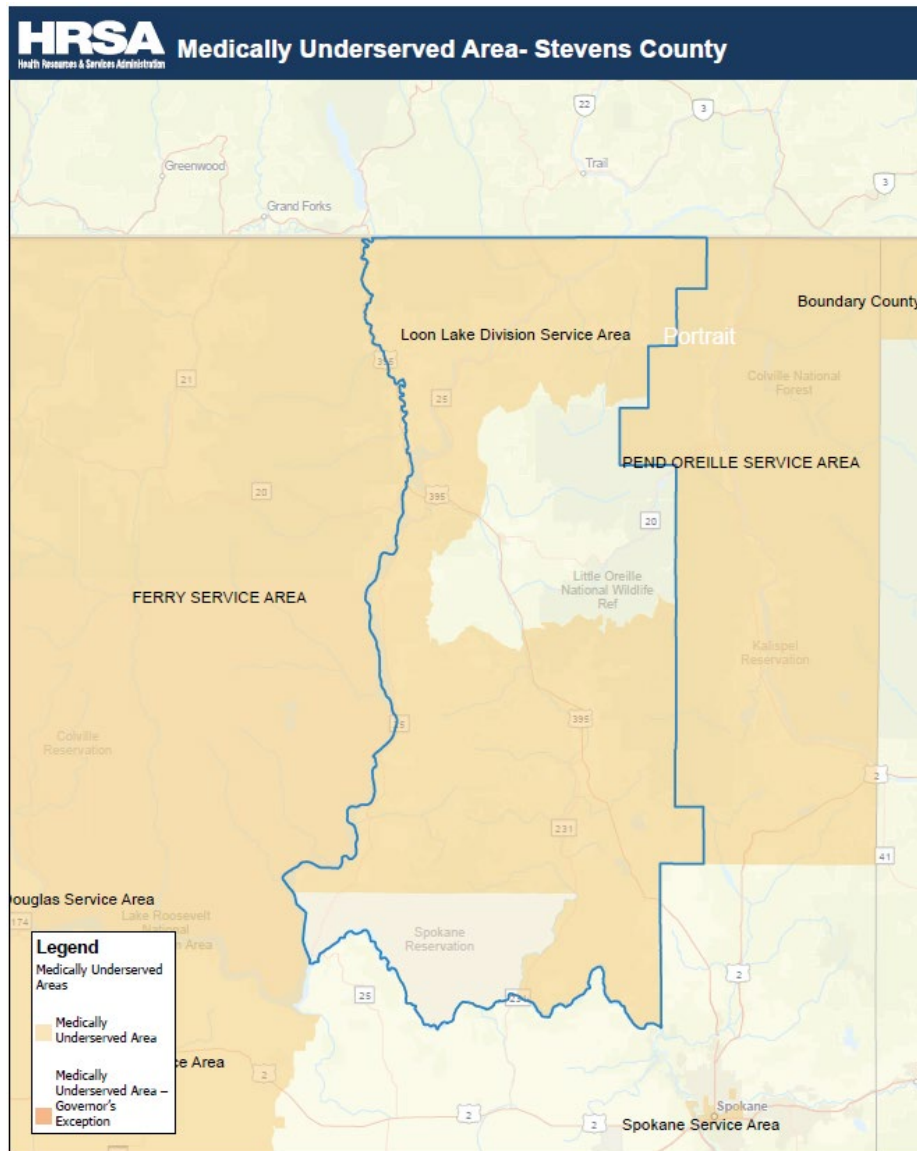 HRSA
Health Resources & Services Administration
Medically Underserved Area- Stevens County
22
3
Greenwood
Trail
3
Grand Forks
Boundary County
Loon Lake Division Service Area
Portrait
395
Colville National
Forest
21
25
PEND OREILLE SERVICE AREA
20
395
20
Little Oreille
National Wildlife
Ref
FERRY SERVICE AREA
Kalispel
Reservation
25
395
Colville
Reservation
2
231
41
Douglas Service Area
174
Lake Roosevelt
National
Area
Spokane
Reservation
Legend
Medically Underserved
Areas
Medically
Underserved Area
Medically
Underserved Area –
Governor's
Exception
2
25
231
ce Area
2
2
2
Spokane
Spokane Service Area